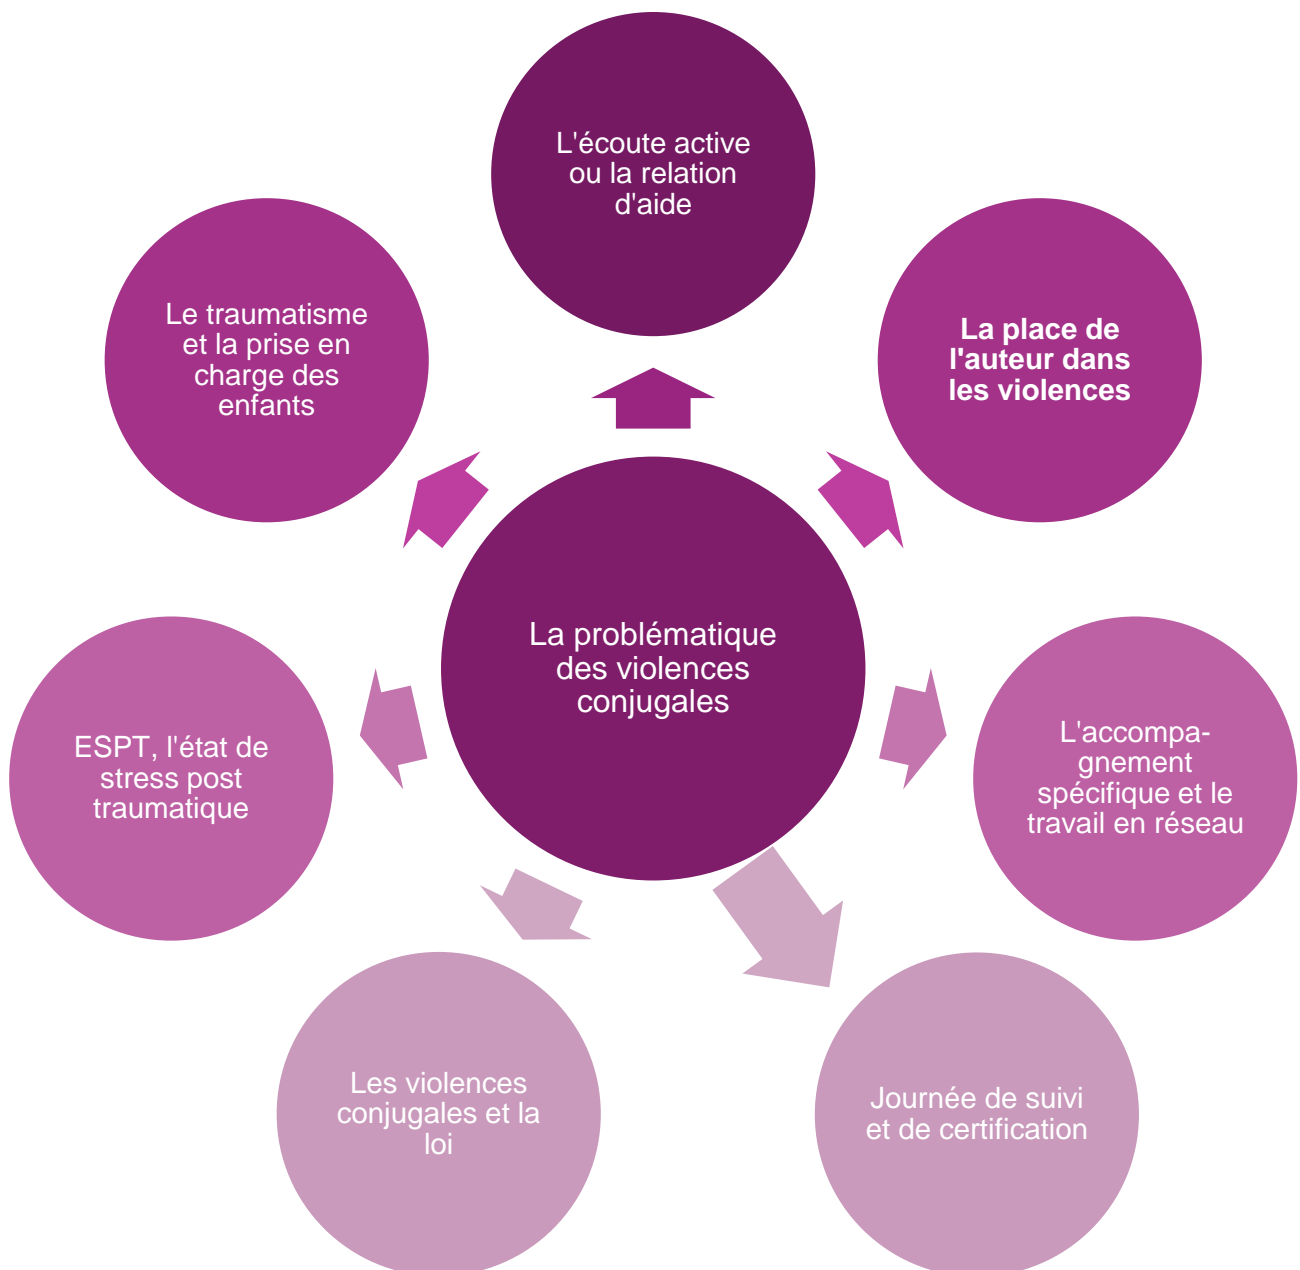 L'écoute active
ou la relation
d'aide
La place de
l'auteur dans
les violences
L'accompa-
gnement
spécifique et le
travail en réseau
Journée de suivi
et de certification
Les violences
conjugales et la
loi
ESPT, l'état de
stress post
traumatique
Le traumatisme
et la prise en
charge des
enfants
La problématique
des violences
conjugales